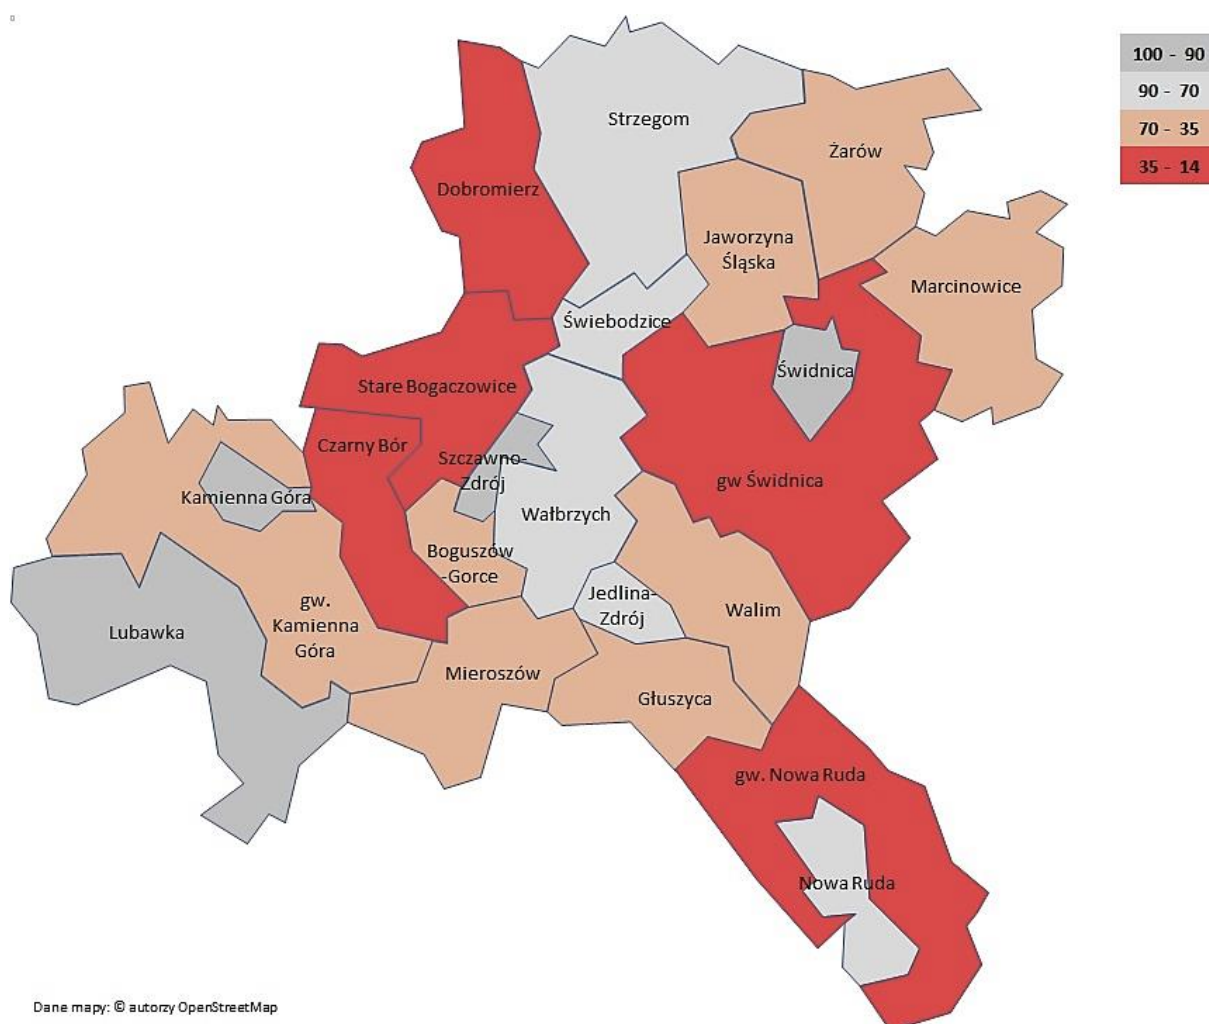 100 - 90
90 - 70
70 - 35
35 - 14
Strzegom
Żarów
Dobromierz
Jaworzyna
Śląska
Marcinowice
Świebodzice
Świdnica
Stare Bogaczowice
Czarny Bór
Szczawno-
Zdrój
gw Świdnica
Kamienna Góra
Wałbrzych
Boguszów
-Gorce
Jedlina-
Zdrój
Walim
gw.
Kamienna
Góra
Lubawka
Mieroszów
Głuszyca
gw. Nowa Ruda
Nowa Ruda
Dane mapy: © autorzy OpenStreetMap